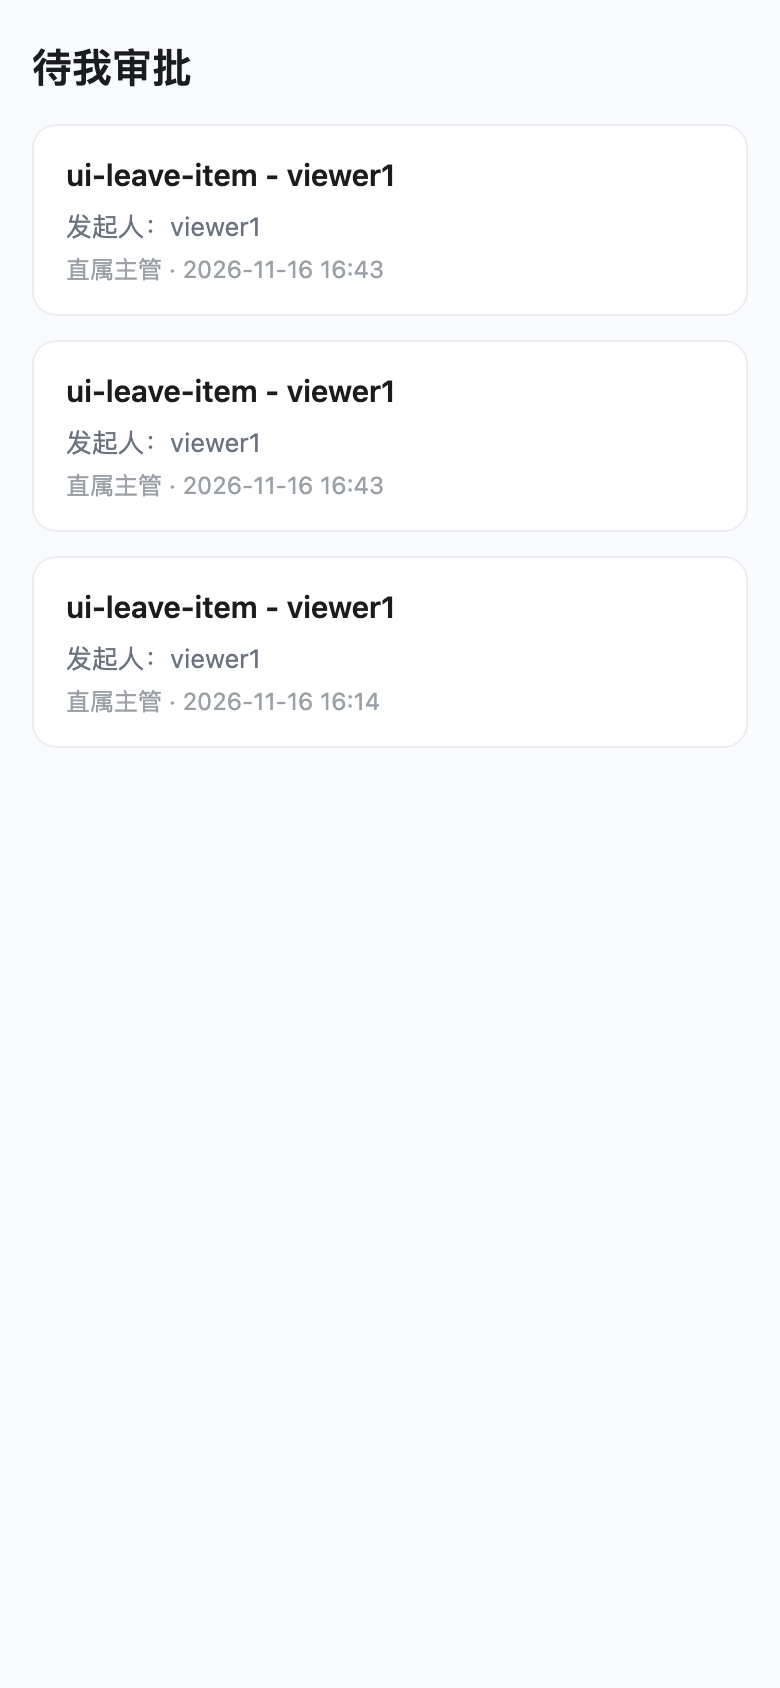 待我审批
ui-leave-item - viewer1
发起人：viewer1
直属主管 · 2026-11-16 16:43
ui-leave-item - viewer1
发起人：viewer1
直属主管 · 2026-11-16 16:43
ui-leave-item - viewer1
发起人：viewer1
直属主管 · 2026-11-16 16:14